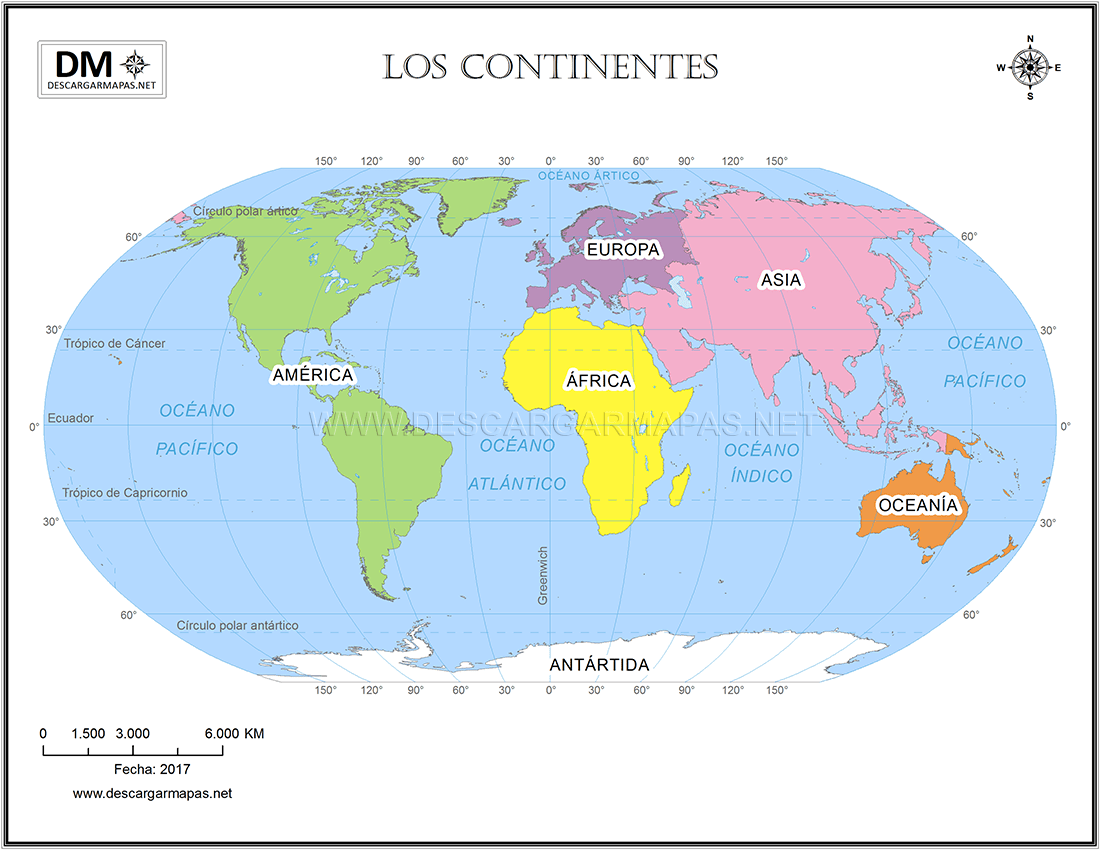 DM
DESCARGARMAPAS.NET
LOS CONTINENTES
N
W E
S
150° 120° 90° 60° 30° 0° 30° 60° 90° 120° 150°
OCÉANO ÁRTICO
Círculo polar ártico
60° 60°
EUROPA
ASIA
30° 30°
Trópico de Cáncer
OCÉANO
PACÍFICO
AMÉRICA
ÁFRICA
OCÉANO
PACÍFICO
Ecuador
0° 0°
WWW.DESCARGARMAPAS.NET
OCÉANO
ATLÁNTICO
OCÉANO
ÍNDICO
Trópico de Capricornio
OCEANÍA
30° 30°
Greenwich
60° 60°
Círculo polar antártico
ANTÁRTIDA
150° 120° 90° 60° 30° 0° 30° 60° 90° 120° 150°
0 1.500 3.000 6.000 KM
Fecha: 2017
www.descargarmapas.net